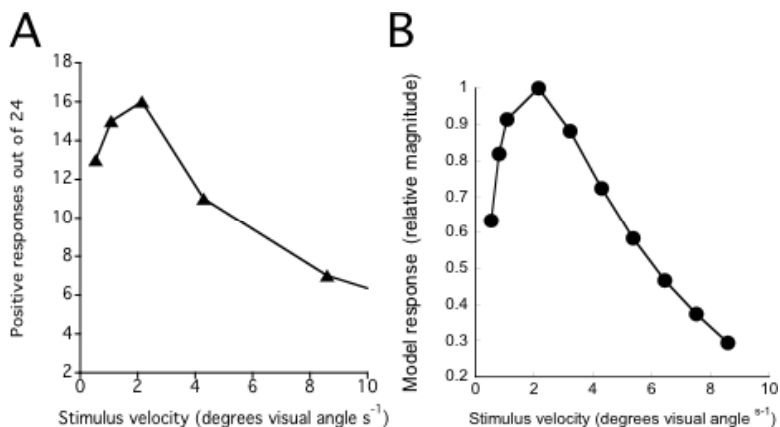 A
Positive responses out of 24
18
16
14
12
10
8
6
4
2
0 2 4 6 8 10
Stimulus velocity (degrees visual angle s-1)
B
Model response (relative magnitude)
1
0.9
0.8
0.7
0.6
0.5
0.4
0.3
0.2
0 2 4 6 8 10
Stimulus velocity (degrees visual angle s-1)